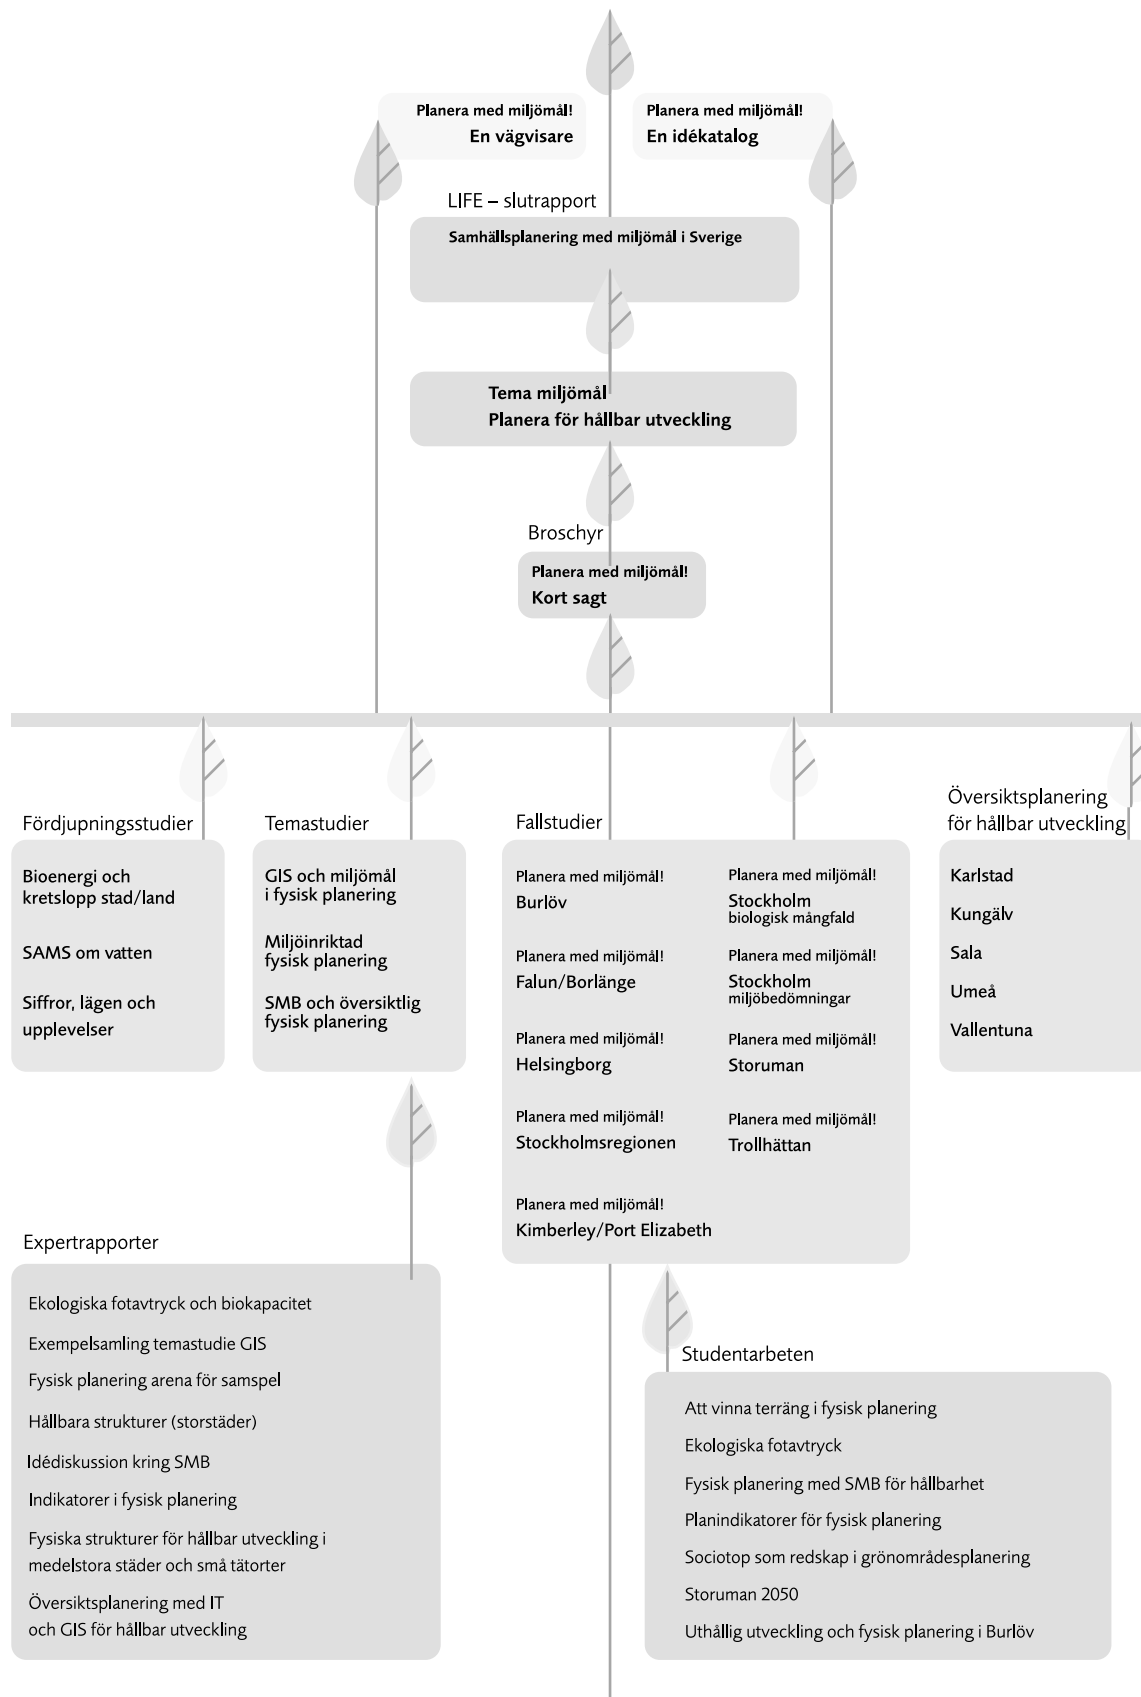 Planera med miljömål!
En vägvisare
Planera med miljömål!
En idékatalog
LIFE – slutrapport
Samhällsplanering med miljömål i Sverige
Tema miljömål
Planera för hållbar utveckling
Broschyr
Planera med miljömål!
Kort sagt
Fördjupningsstudier
Bioenergi och
kretslopp stad/land
SAMS om vatten
Siffror, lägen och
upplevelser
Temastudier
GIS och miljömål
i fysisk planering
Miljöinriktad
fysisk planering
SMB och översiktlig
fysisk planering
Fallstudier
Planera med miljömål!
Burlöv
Planera med miljömål!
Falun/Borlänge
Planera med miljömål!
Helsingborg
Planera med miljömål!
Stockholmsregionen
Planera med miljömål!
Kimberley/Port Elizabeth
Planera med miljömål!
Stockholm
biologisk mångfald
Planera med miljömål!
Stockholm
miljöbedömningar
Planera med miljömål!
Storuman
Planera med miljömål!
Trollhättan
Översiktsplanering
för hållbar utveckling
Karlstad
Kungälv
Sala
Umeå
Vallentuna
Expertrapporter
Ekologiska fotavtryck och biokapacitet
Exempelsamling temastudie GIS
Fysisk planering arena för samspel
Hållbara strukturer (storstäder)
Idédiskussion kring SMB
Indikatorer i fysisk planering
Fysiska strukturer för hållbar utveckling i
medelstora städer och små tätorter
Översiktsplanering med IT
och GIS för hållbar utveckling
Studentarbeten
Att vinna terräng i fysisk planering
Ekologiska fotavtryck
Fysisk planering med SMB för hållbarhet
Planindikatorer för fysisk planering
Sociotop som redskap i grönområdesplanering
Storuman 2050
Uthållig utveckling och fysisk planering i Burlöv